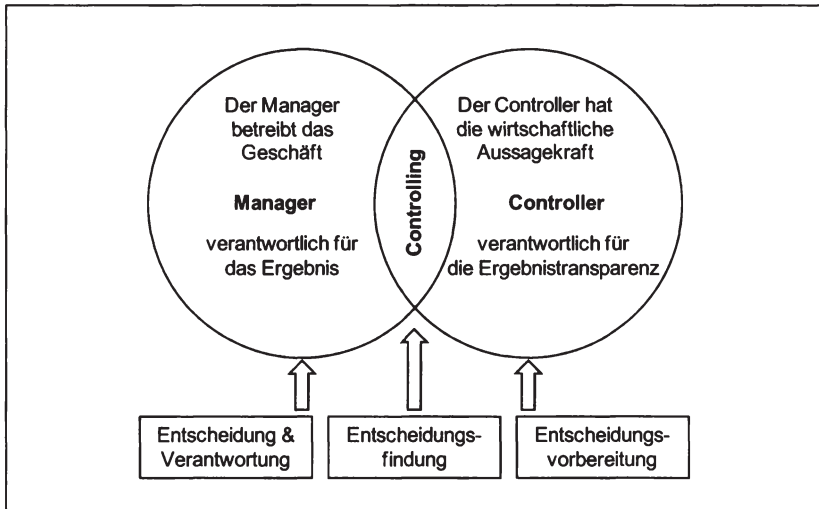 Der Manager
betreibt das
Geschäft
Manager
verantwortlich für
das Ergebnis
Controlling
Der Controller hat
die wirtschaftliche
Aussagekraft
Controller
verantwortlich für
die Ergebnistransparenz
Entscheidung &
Verantwortung
Entscheidungs-
findung
Entscheidungs-
vorbereitung